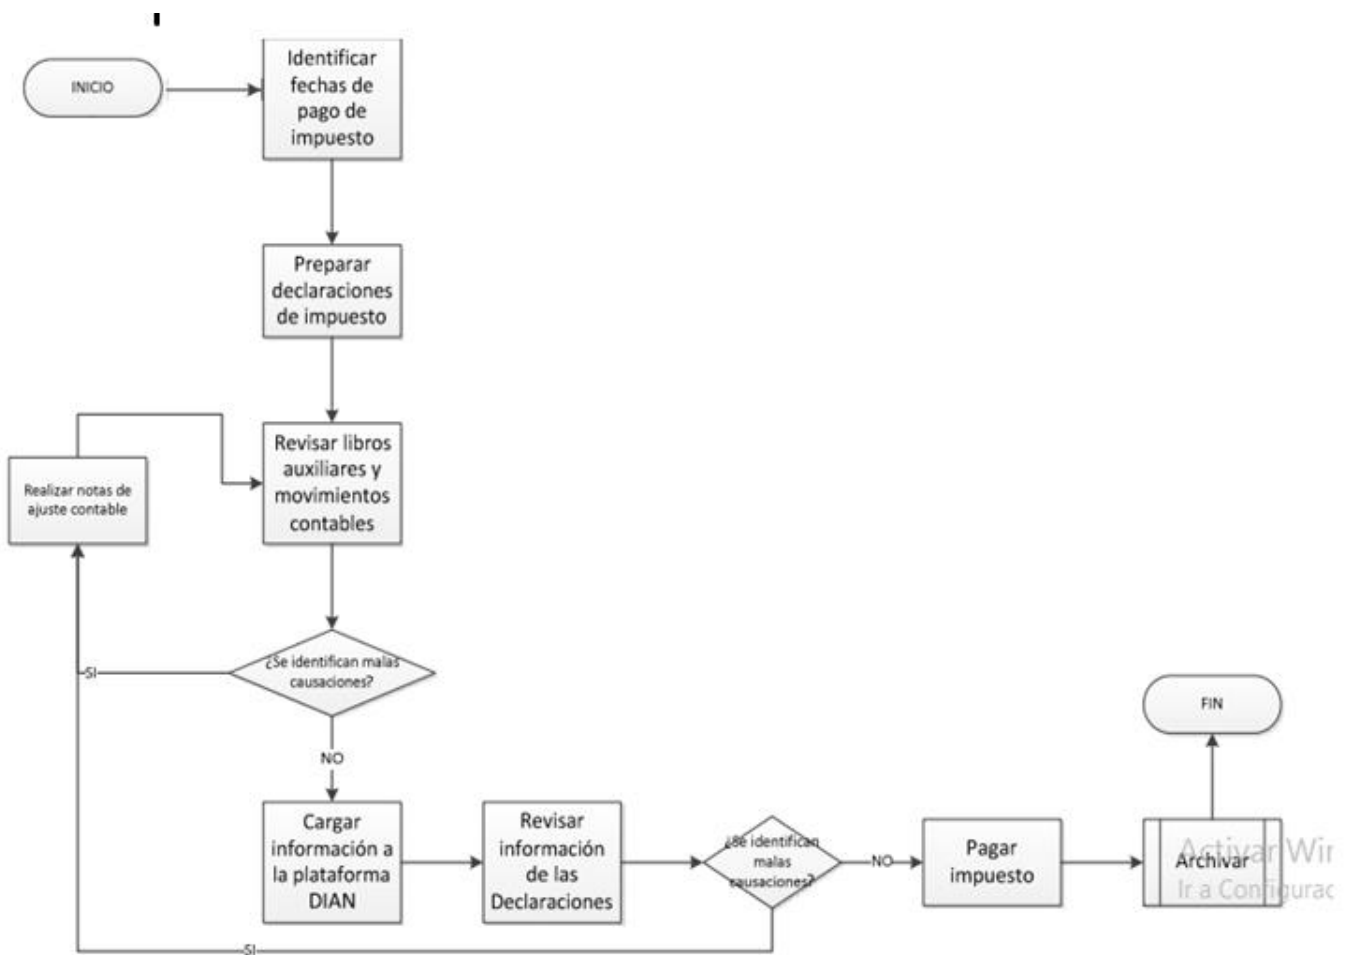 INICIO
Identificar
fechas de
pago de
impuesto
Preparar
declaraciones
de impuesto
Revisar libros
auxiliares y
movimientos
contables
Realizar notas de
ajuste contable
¿Se identifican malas
causaciones?
SI
NO
Cargar
información a
la plataforma
DIAN
Revisar
información
de las
Declaraciones
¿Se identifican
malas
causaciones?
SI
NO
Pagar
impuesto
Archivar
FIN
Activar Wir
Ir a Configurac